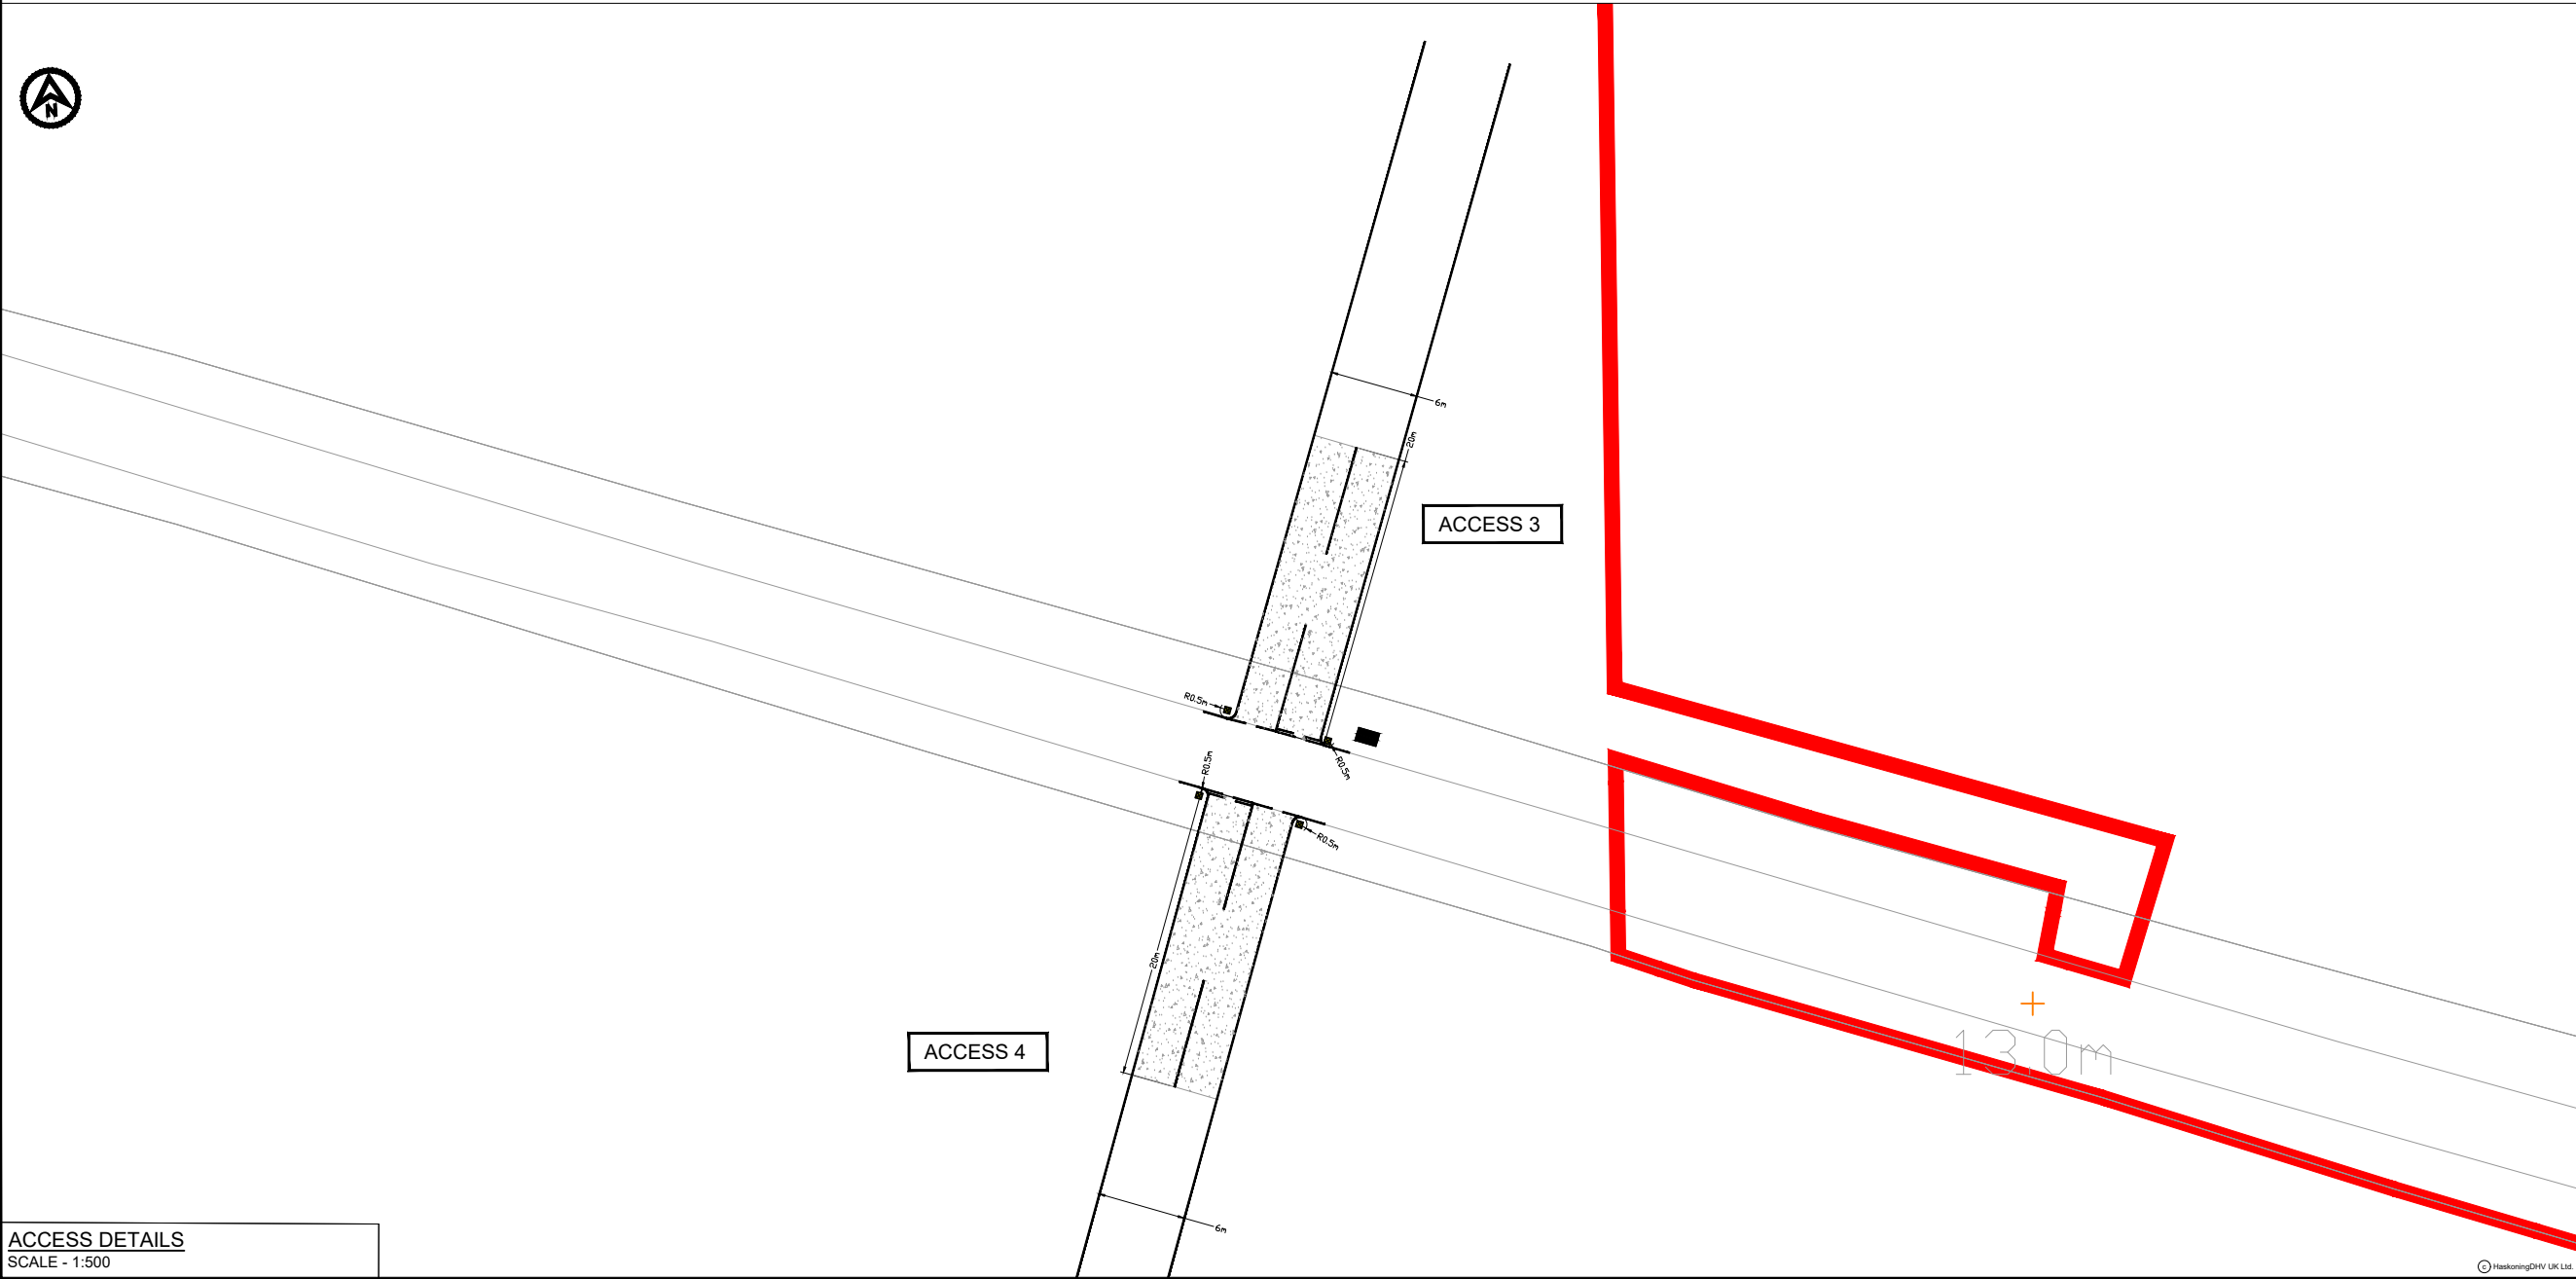 N
6m
20m
ACCESS 3
R0.5m
R0.5m
R0.5m
R0.5m
20m
ACCESS 4
13.0m
6m
ACCESS DETAILS
SCALE - 1:500
c HaskoningDHV UK Ltd.